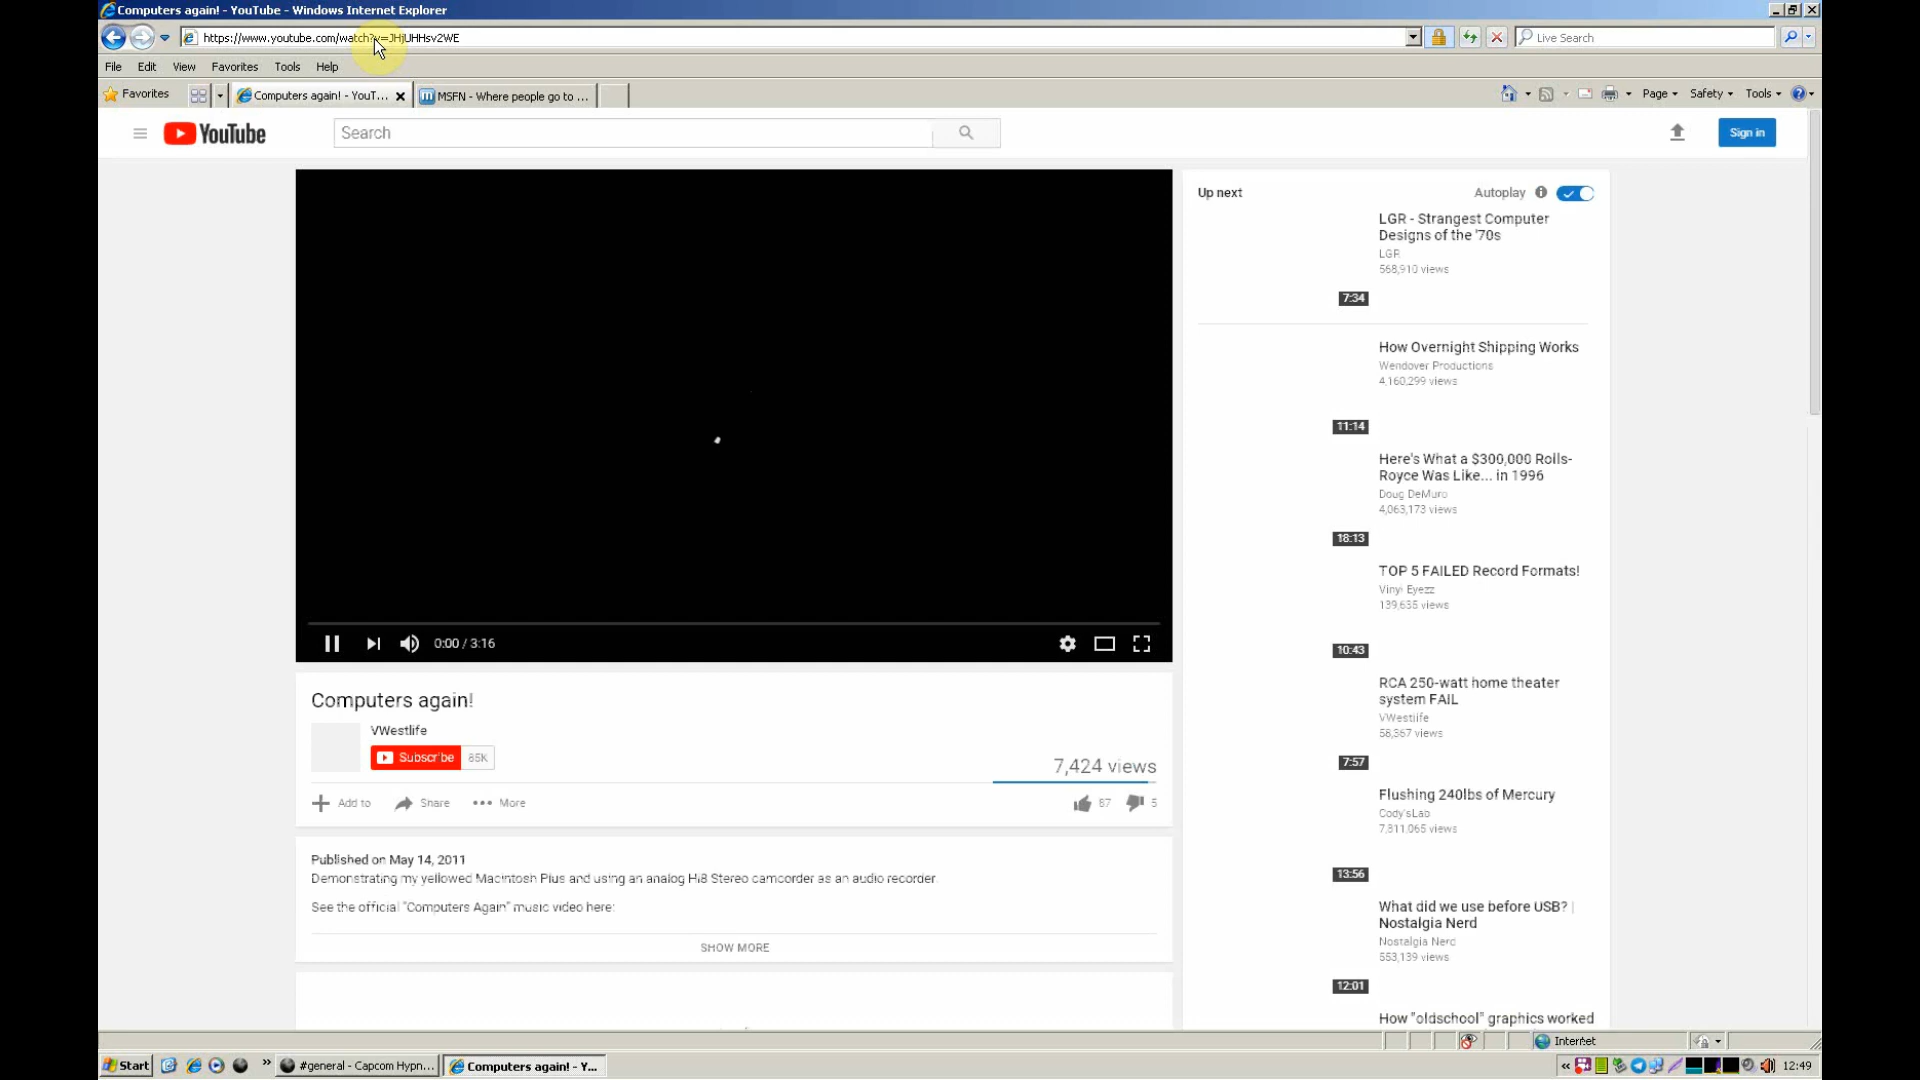 Computers again! - YouTube - Windows Internet Explorer
https://www.youtube.com/watch?v=JHjUHHsv2WE
Live Search
File Edit View Favorites Tools Help
Favorites
Computers again! - YouT...
MSFN - Where people go to ...
Page Safety Tools
YouTube
Search
Sign in
Up next
Autoplay
LGR - Strangest Computer
Designs of the '70s
LGR
568,910 views
7:34
How Overnight Shipping Works
Wendover Productions
4,160,299 views
11:14
Here's What a $300,000 Rolls-
Royce Was Like... in 1996
Doug DeMuro
4,063,173 views
18:13
TOP 5 FAILED Record Formats!
Vinyl Eyezz
139,635 views
10:43
RCA 250-watt home theater
system FAIL
VWestlife
58,367 views
7:57
Flushing 240lbs of Mercury
Cody'sLab
7,311,065 views
13:56
What did we use before USB? |
Nostalgia Nerd
Nostalgia Nerd
553,139 views
12:01
How "oldschool" graphics worked
0:00 / 3:16
Computers again!
VWestlife
Subscribe 85K
7,424 views
Add to Share More
87 5
Published on May 14, 2011
Demonstrating my yellowed Macintosh Plus and using an analog Hi8 Stereo camcorder as an audio recorder.
See the official "Computers Again" music video here:
SHOW MORE
Internet
Start
#general - Capcom Hypn...
Computers again! - Y...
12:49